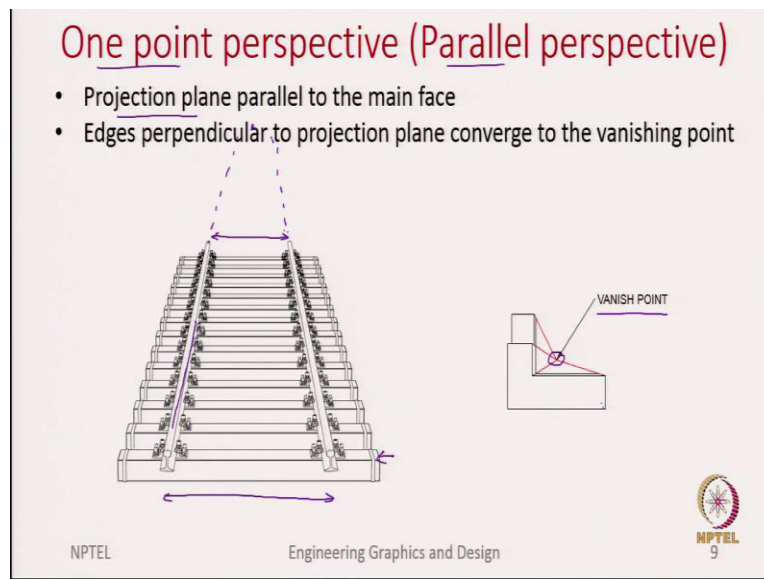 One point perspective (Parallel perspective)
• Projection plane parallel to the main face
• Edges perpendicular to projection plane converge to the vanishing point
VANISH POINT
NPTEL
NPTEL
Engineering Graphics and Design
9